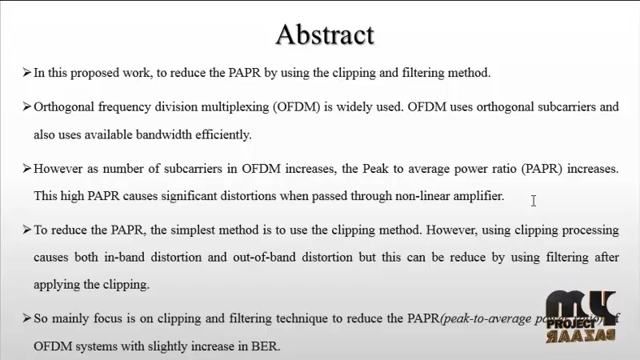 Abstract
➢In this proposed work, to reduce the PAPR by using the clipping and filtering method.
➢Orthogonal frequency division multiplexing (OFDM) is widely used. OFDM uses orthogonal subcarriers and
also uses available bandwidth efficiently.
➢However as number of subcarriers in OFDM increases, the Peak to average power ratio (PAPR) increases.
This high PAPR causes significant distortions when passed through non-linear amplifier.
➢To reduce the PAPR, the simplest method is to use the clipping method. However, using clipping processing
causes both in-band distortion and out-of-band distortion but this can be reduce by using filtering after
applying the clipping.
➢So mainly focus is on clipping and filtering technique to reduce the PAPR(peak-to-average power ratio) of
OFDM systems with slightly increase in BER.
MY
PROJECT
BAZAAR